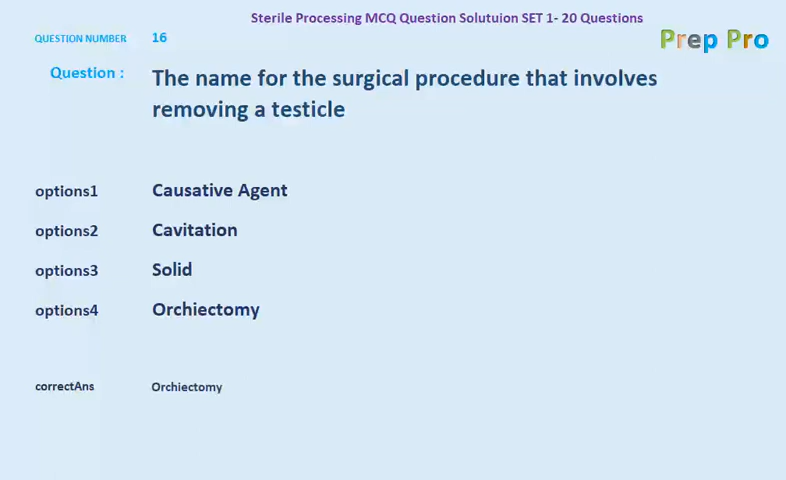 Sterile Processing MCQ Question Solutuion SET 1- 20 Questions
QUESTION NUMBER 16
Prep Pro
Question : The name for the surgical procedure that involves
removing a testicle
options1 Causative Agent
options2 Cavitation
options3 Solid
options4 Orchiectomy
correctAns Orchiectomy